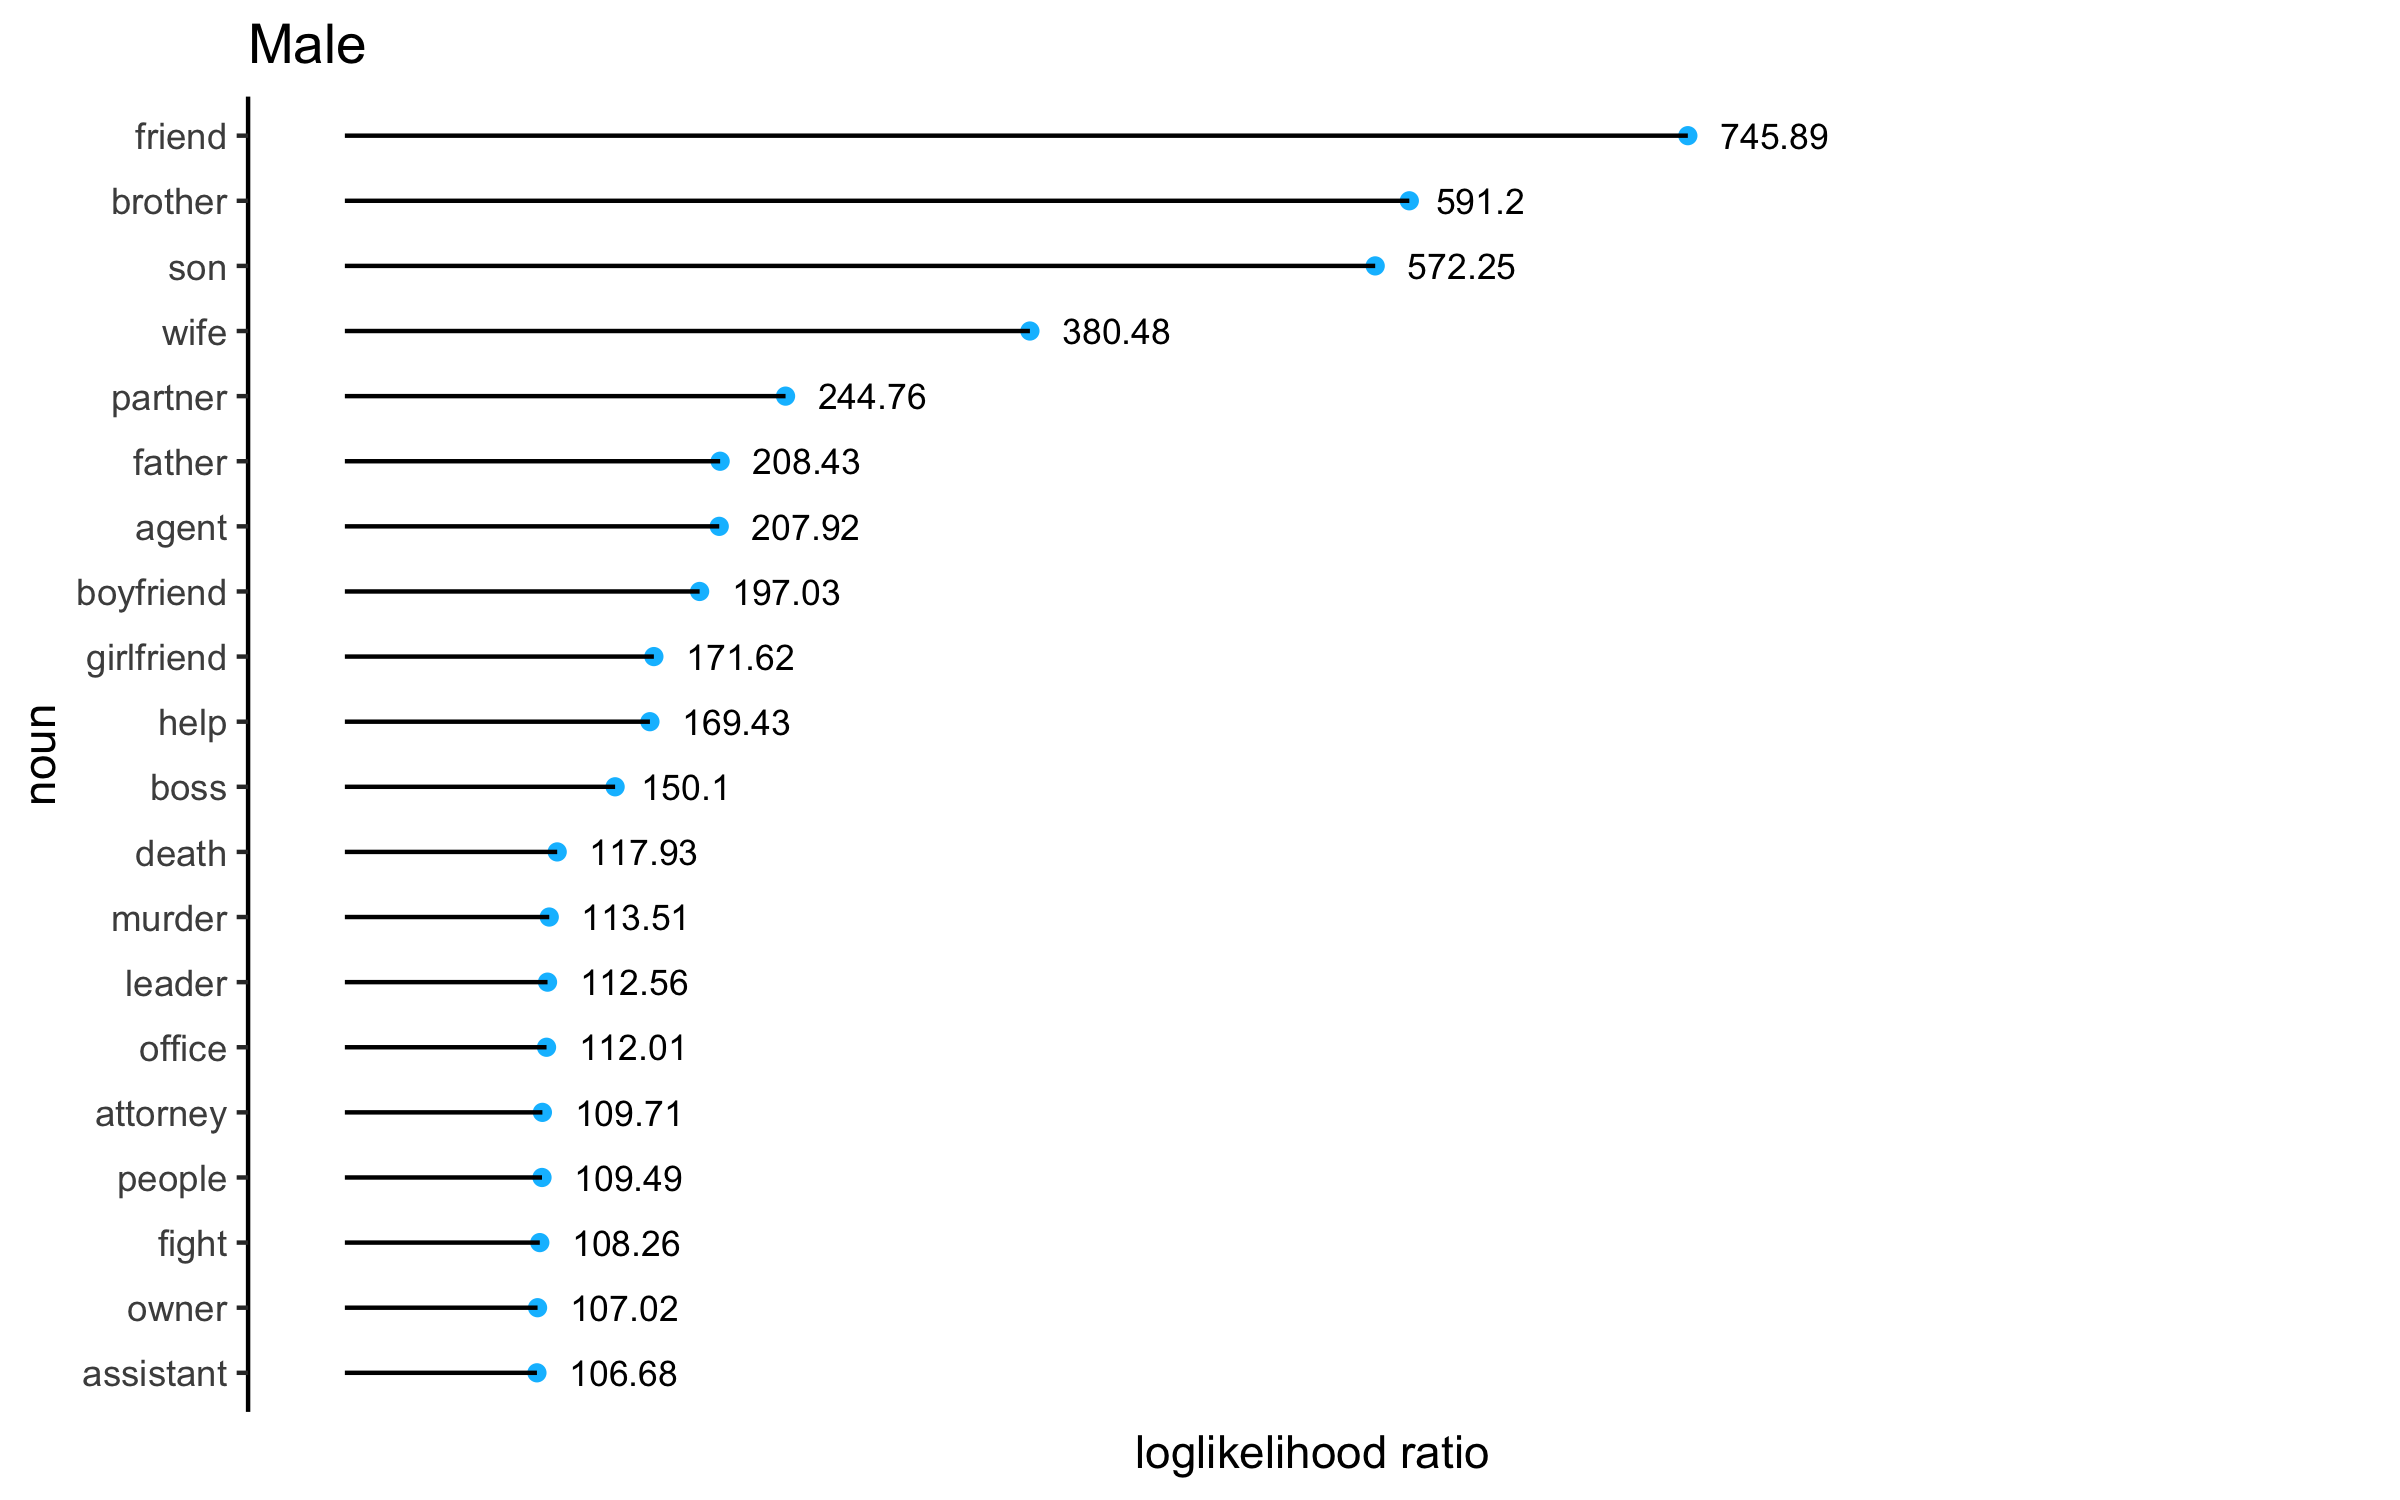 Male
friend 745.89
brother 591.2
son 572.25
wife 380.48
partner 244.76
father 208.43
agent 207.92
boyfriend 197.03
girlfriend 171.62
help 169.43
boss 150.1
death 117.93
murder 113.51
leader 112.56
office 112.01
attorney 109.71
people 109.49
fight 108.26
owner 107.02
assistant 106.68
noun
loglikelihood ratio